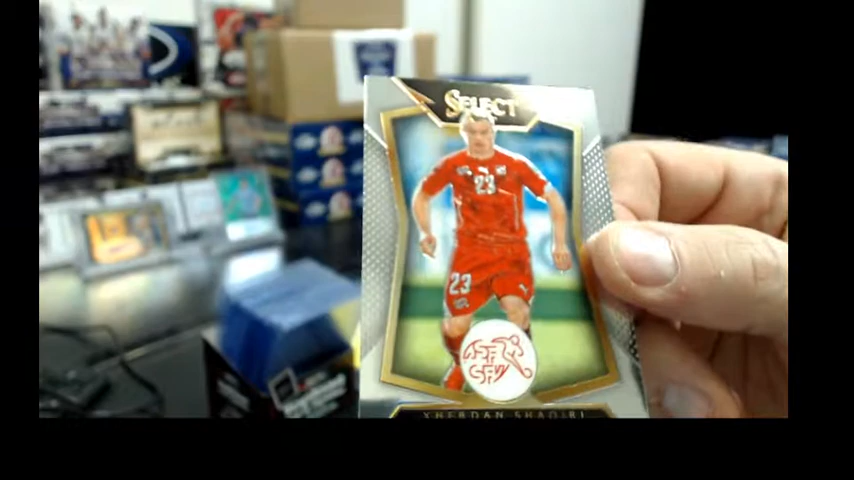 SELECT
23
23
ASF
SFV
XHERDAN SHAQIRI